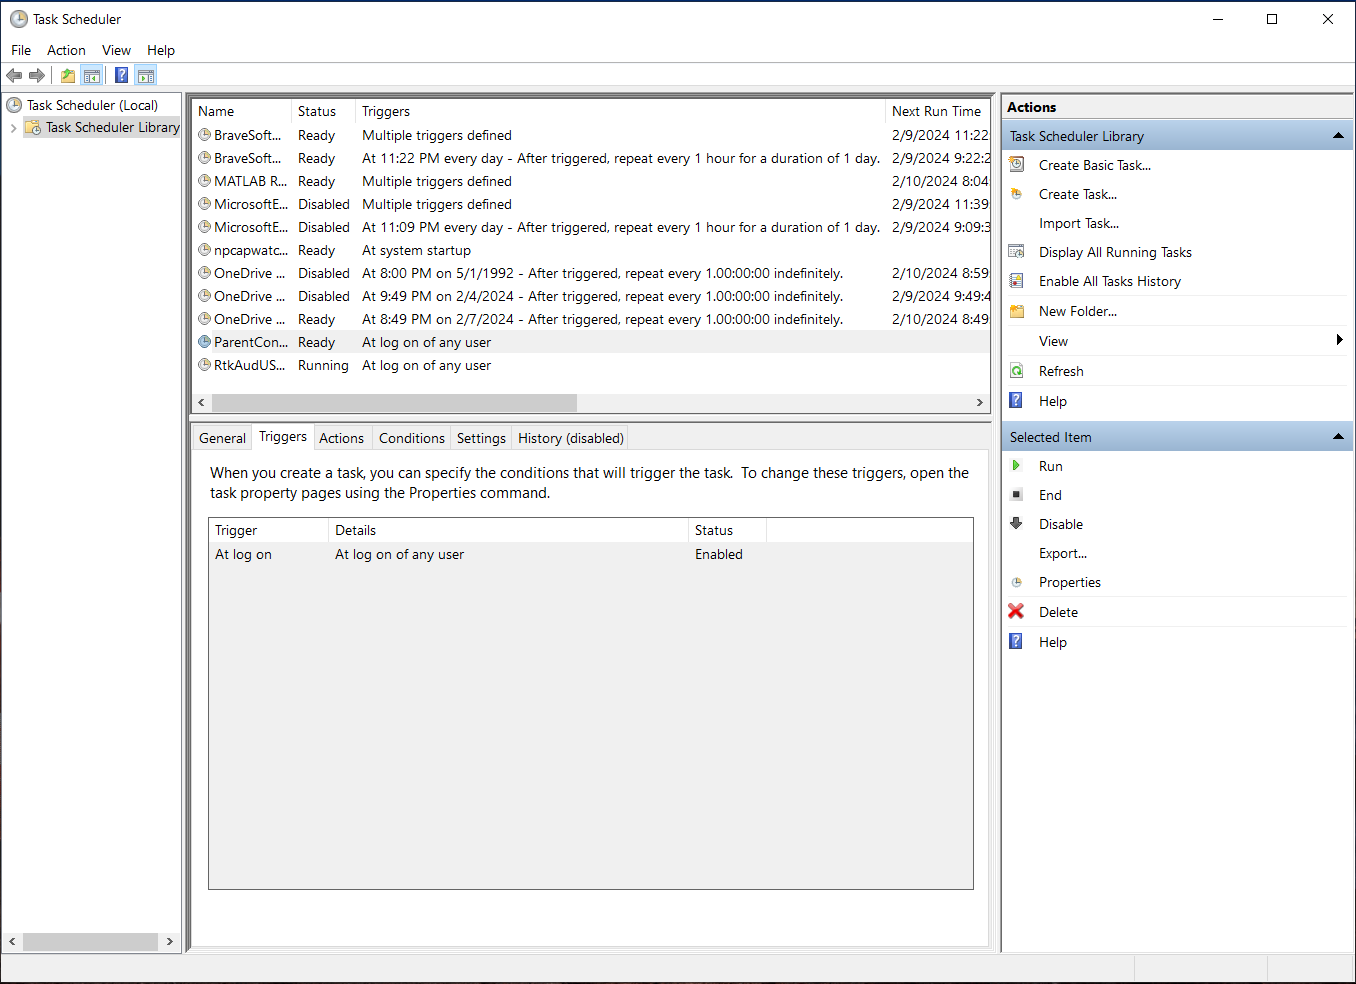 Task Scheduler
File Action View Help
Task Scheduler (Local)
Task Scheduler Library
Name Status Triggers Next Run Time
BraveSoft... Ready Multiple triggers defined 2/9/2024 11:22
BraveSoft... Ready At 11:22 PM every day - After triggered, repeat every 1 hour for a duration of 1 day. 2/9/2024 9:22:2
MATLAB R... Ready Multiple triggers defined 2/10/2024 8:04
MicrosoftE... Disabled Multiple triggers defined 2/9/2024 11:39
MicrosoftE... Disabled At 11:09 PM every day - After triggered, repeat every 1 hour for a duration of 1 day. 2/9/2024 9:09:3
npcapwatc... Ready At system startup
OneDrive ... Disabled At 8:00 PM on 5/1/1992 - After triggered, repeat every 1.00:00:00 indefinitely. 2/10/2024 8:59
OneDrive ... Disabled At 9:49 PM on 2/4/2024 - After triggered, repeat every 1.00:00:00 indefinitely. 2/9/2024 9:49:4
OneDrive ... Ready At 8:49 PM on 2/7/2024 - After triggered, repeat every 1.00:00:00 indefinitely. 2/10/2024 8:49
ParentCon... Ready At log on of any user
RtkAudUS... Running At log on of any user
General Triggers Actions Conditions Settings History (disabled)
When you create a task, you can specify the conditions that will trigger the task. To change these triggers, open the
task property pages using the Properties command.
Trigger Details Status
At log on At log on of any user Enabled
Actions
Task Scheduler Library
Create Basic Task...
Create Task...
Import Task...
Display All Running Tasks
Enable All Tasks History
New Folder...
View
Refresh
Help
Selected Item
Run
End
Disable
Export...
Properties
Delete
Help